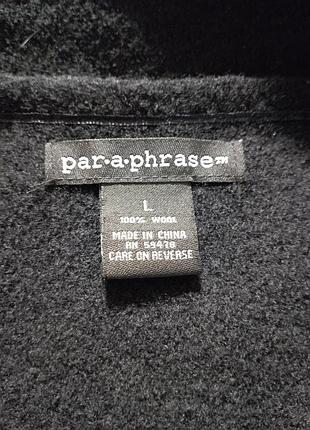 par•a•phrase™
L
100% WOOL
MADE IN CHINA
RN 59478
CARE ON REVERSE